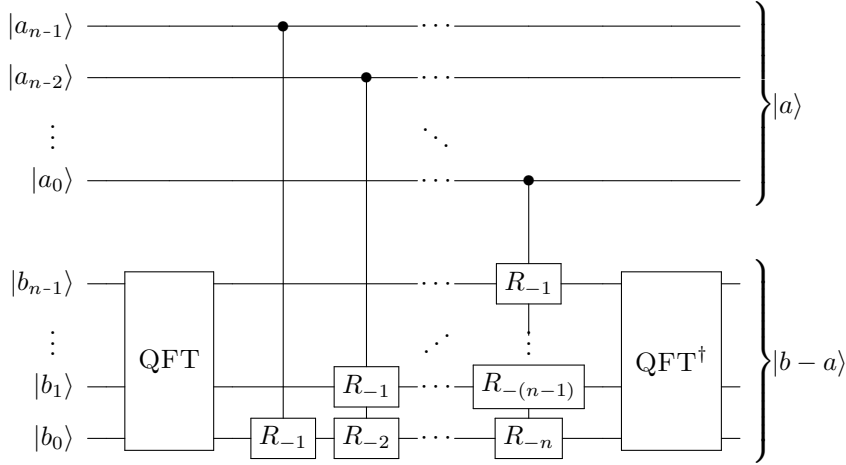 |a_{n-1}⟩ ⋯
|a_{n-2}⟩ ⋯
⋮ ⋱ |a⟩
|a_0⟩ ⋯
|b_{n-1}⟩ ⋯ R_{-1}
⋮ QFT ⋰ ⋮ QFT^† |b − a⟩
|b_1⟩ R_{-1} ⋯ R_{-(n-1)}
|b_0⟩ R_{-1} R_{-2} ⋯ R_{-n}